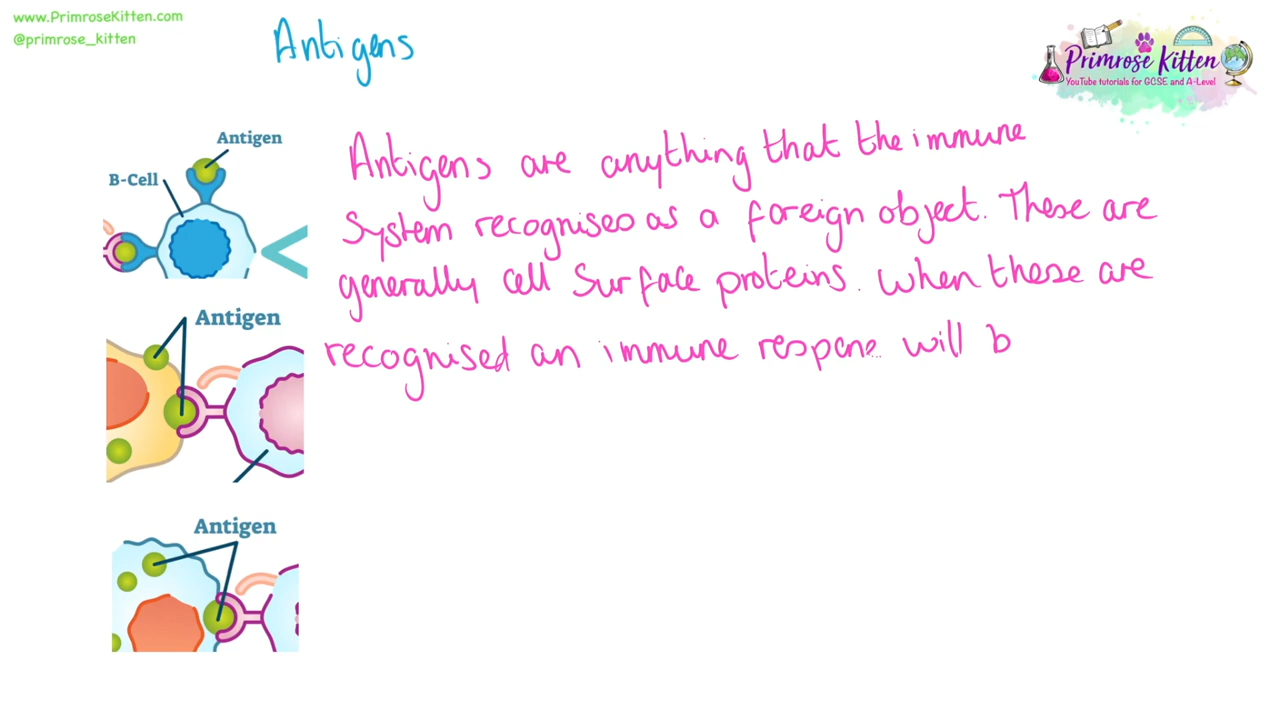 www.PrimroseKitten.com
@primrose_kitten
Antigens
Primrose Kitten
YouTube tutorials for GCSE and A-Level
Antigen
B-Cell
Antigens are anything that the immune
system recognises as a foreign object. These are
generally cell surface proteins. When these are
recognised an immune respone will b
Antigen
Antigen